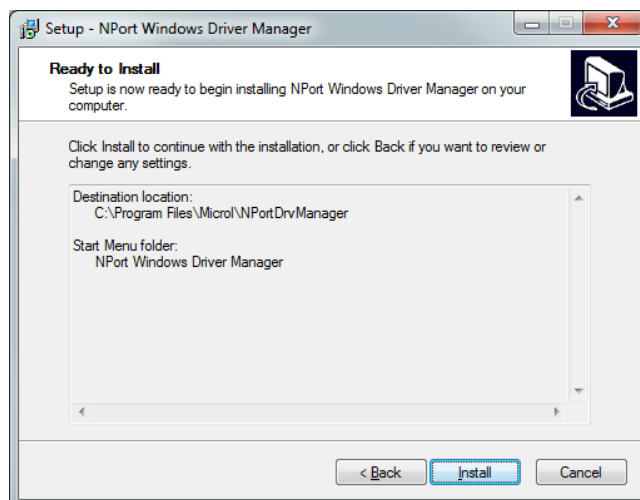 Setup - NPort Windows Driver Manager
Ready to Install
Setup is now ready to begin installing NPort Windows Driver Manager on your
computer.
Click Install to continue with the installation, or click Back if you want to review or
change any settings.
Destination location:
C:\Program Files\Microl\NPortDrvManager
Start Menu folder:
NPort Windows Driver Manager
< Back
Install
Cancel